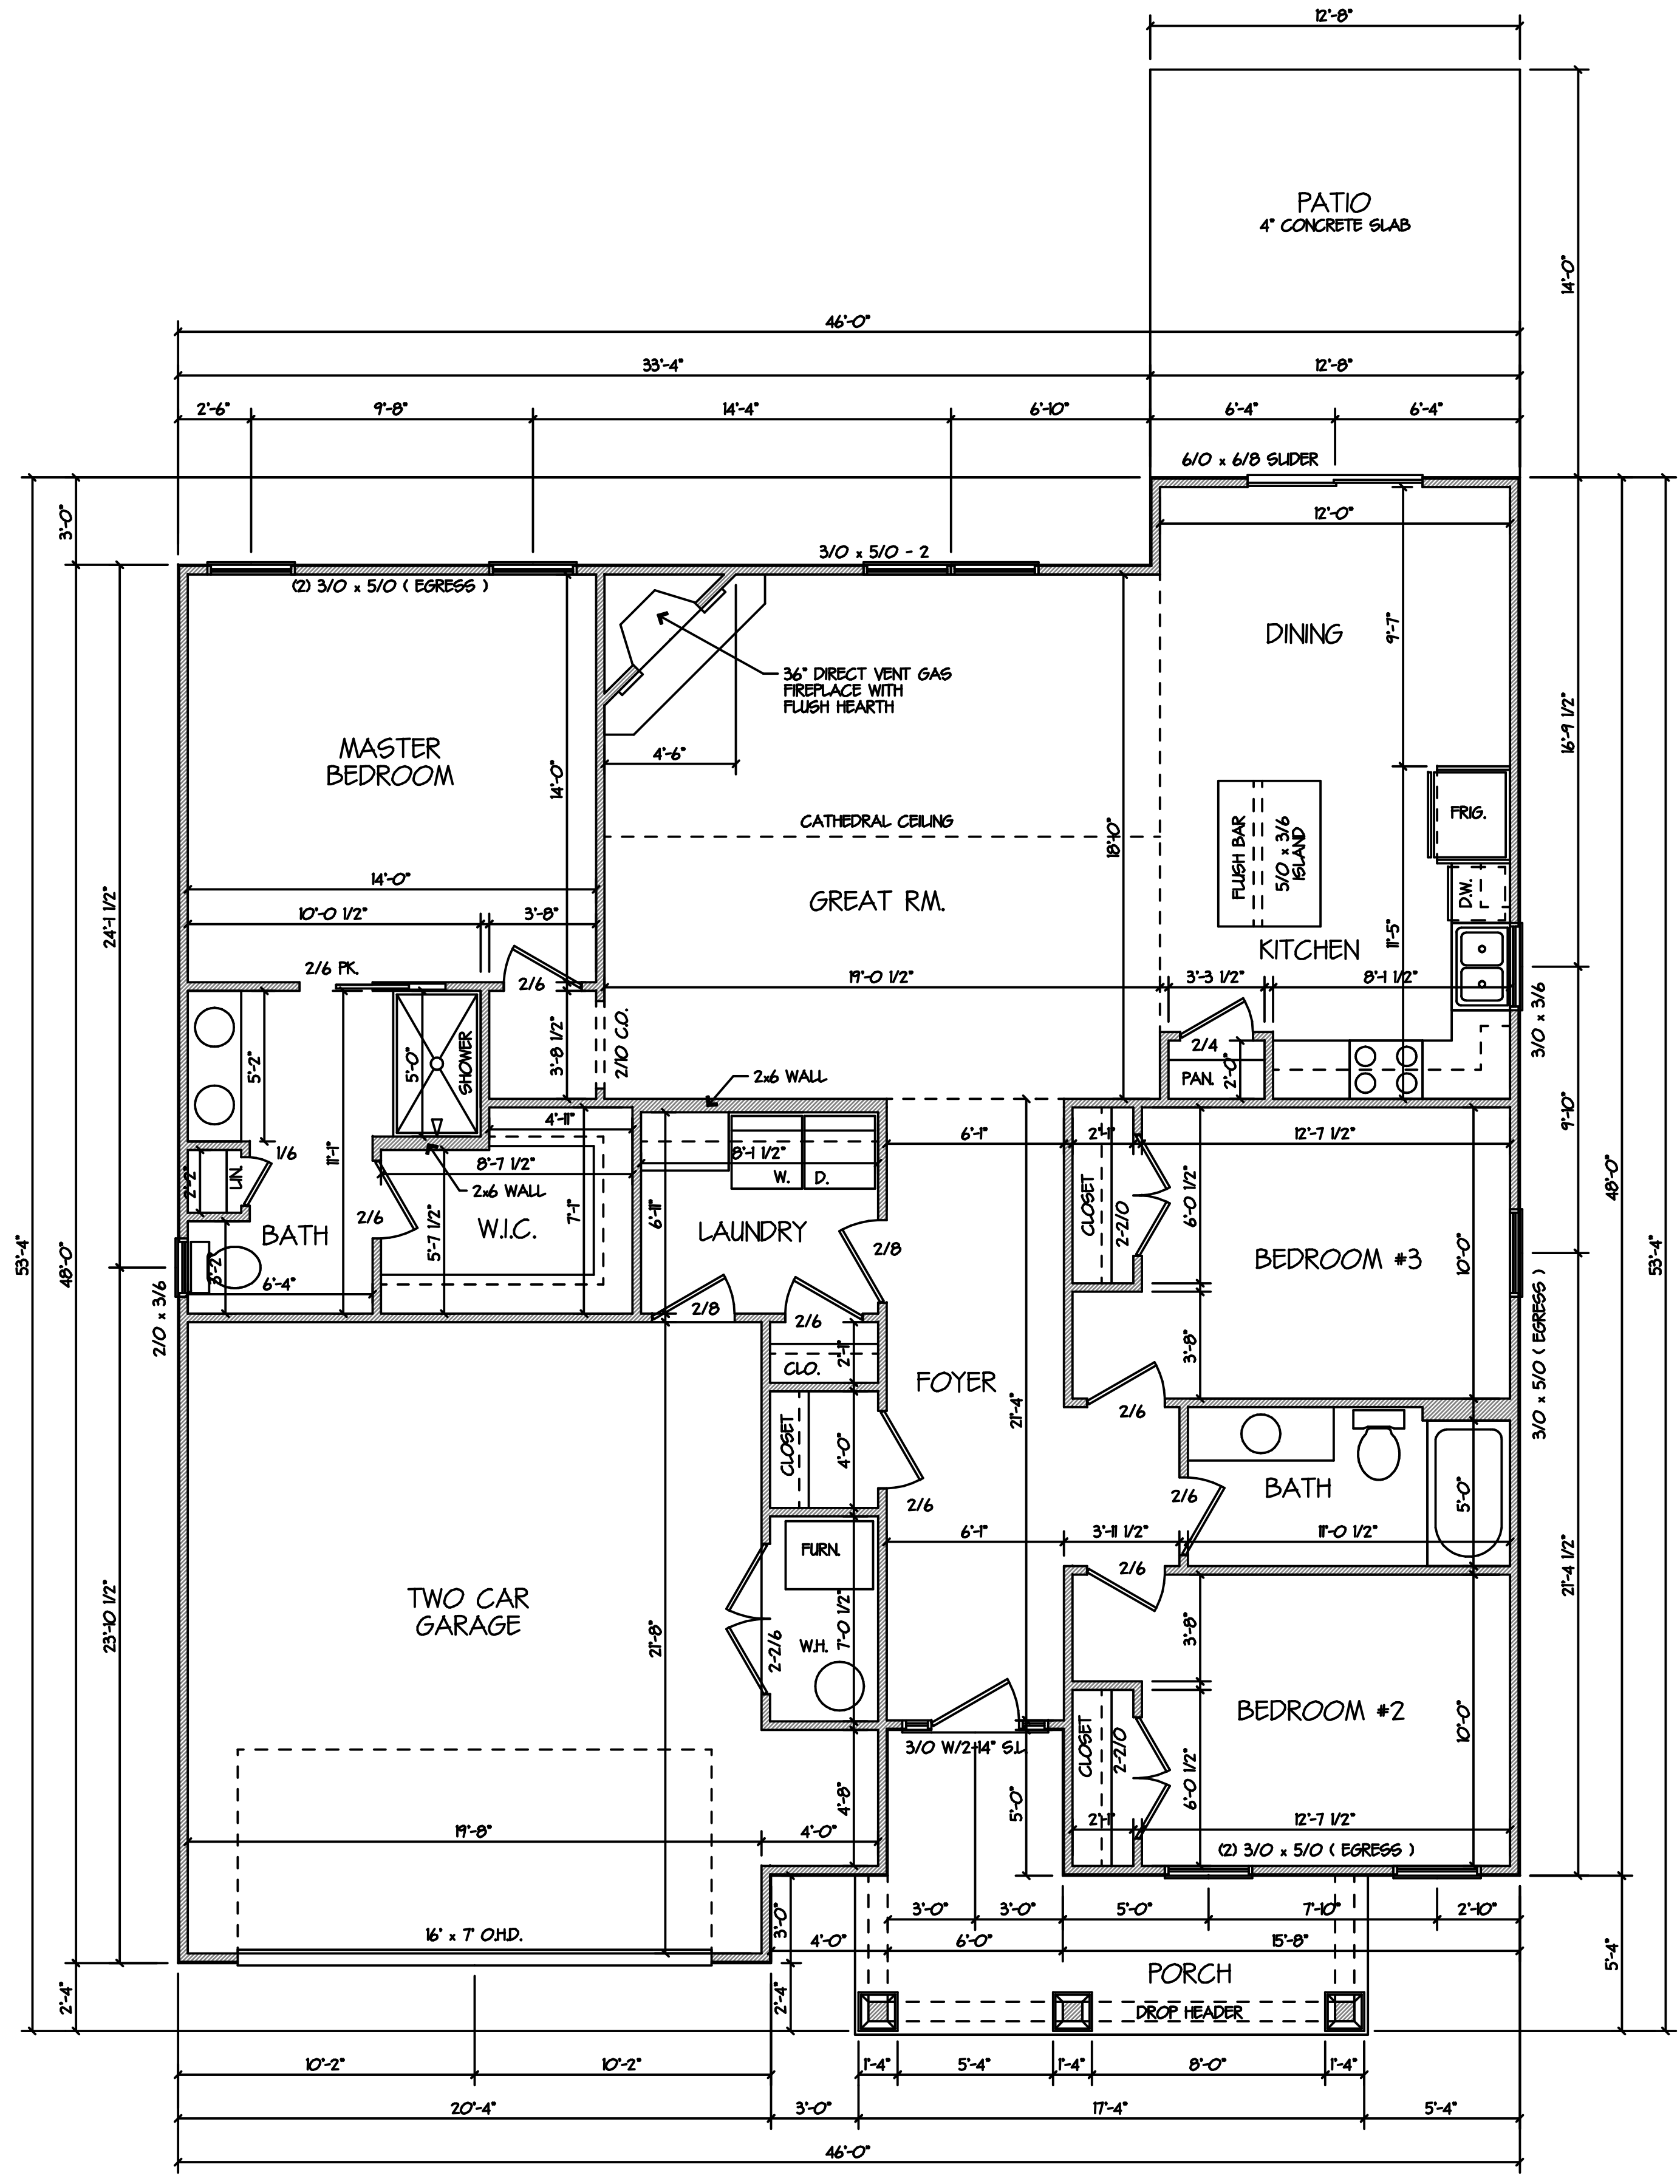 12'-8"
PATIO
4" CONCRETE SLAB
14'-0"
46'-0"
33'-4"
12'-8"
2'-6"
9'-8"
14'-4"
6'-10"
6'-4"
6'-4"
6/0 x 6/8 SLIDER
3'-0"
12'-0"
3/0 x 5/0 - 2
(2) 3/0 x 5/0 ( EGRESS )
DINING
9'-7"
36" DIRECT VENT GAS
FIREPLACE WITH
FLUSH HEARTH
16'-9 1/2"
MASTER
BEDROOM
4'-6"
14'-0"
CATHEDRAL CEILING
18'-0"
FLUSH BAR
5/0 x 3/6
ISLAND
FRIG.
D.W.
14'-0"
GREAT RM.
24'-1 1/2"
10'-0 1/2"
3'-8"
11'-5"
KITCHEN
2/6 PK.
2/6
19'-0 1/2"
3'-3 1/2"
8'-1 1/2"
3/0 x 3/6
5'-2"
5'-0"
SHOWER
3'-8 1/2"
2/10 C.O.
2/4
PAN.
2'-0"
2x6 WALL
9'-10"
4'-11"
1/6
11'-1"
8'-7 1/2"
8'-1 1/2"
6'-1"
2'-1"
12'-7 1/2"
48'-0"
2'-2"
LIN.
2x6 WALL
W.
D.
CLOSET
2-2/0
6'-0 1/2"
2/6
7'-1"
6'-11"
BATH
5'-7 1/2"
W.I.C.
LAUNDRY
2/8
BEDROOM #3
10'-0"
53'-4"
48'-0"
53'-4"
3'-2"
6'-4"
2/0 x 3/6
2/8
2/6
3'-8"
3/0 x 5/0 ( EGRESS )
2'-1"
CLO.
FOYER
21'-4"
2/6
CLOSET
4'-0"
2/6
2/6
BATH
5'-0"
6'-1"
3'-11 1/2"
11'-0 1/2"
FURN.
2/6
21'-4 1/2"
TWO CAR
GARAGE
23'-10 1/2"
21'-8"
2-2/6
W.H.
7'-0 1/2"
3'-8"
BEDROOM #2
10'-0"
3/0 W/2-14" S.L.
CLOSET
2-2/0
6'-0 1/2"
5'-0"
4'-8"
19'-8"
4'-0"
2'-1"
12'-7 1/2"
(2) 3/0 x 5/0 ( EGRESS )
16' x 7' O.H.D.
3'-0"
3'-0"
3'-0"
5'-0"
7'-10"
2'-10"
4'-0"
6'-0"
15'-8"
5'-4"
PORCH
2'-4"
2'-4"
DROP HEADER
10'-2"
10'-2"
1'-4"
5'-4"
1'-4"
8'-0"
1'-4"
20'-4"
3'-0"
17'-4"
5'-4"
46'-0"